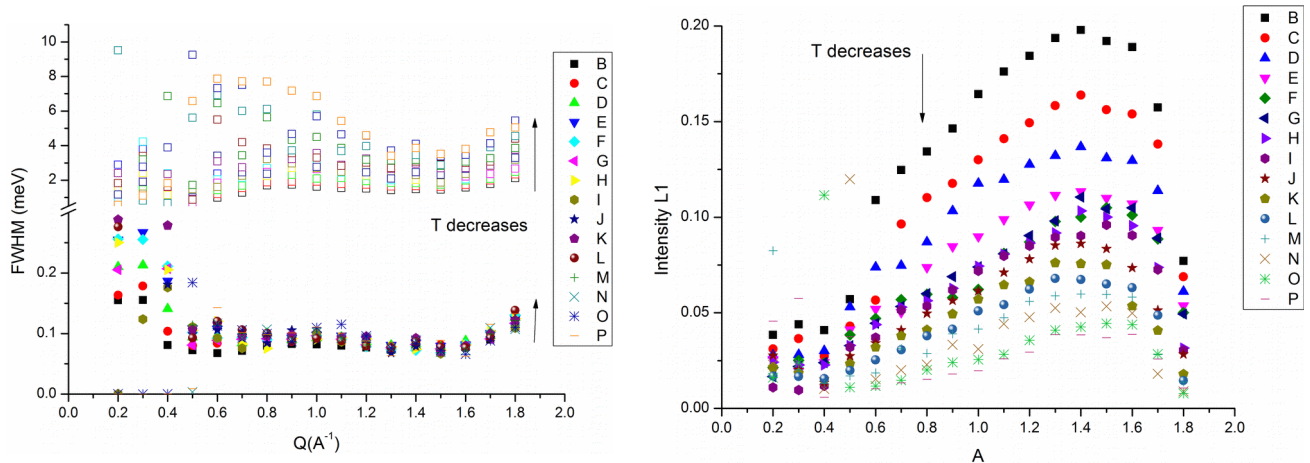 10
8
6
4
2
0.2
0.1
0.0
FWHM (meV)
0.0 0.2 0.4 0.6 0.8 1.0 1.2 1.4 1.6 1.8 2.0
Q(A⁻¹)
T decreases
B
C
D
E
F
G
H
I
J
K
L
M
N
O
P
0.20
0.15
0.10
0.05
0.00
Intensity L1
T decreases
0.0 0.2 0.4 0.6 0.8 1.0 1.2 1.4 1.6 1.8 2.0
A
B
C
D
E
F
G
H
I
J
K
L
M
N
O
P